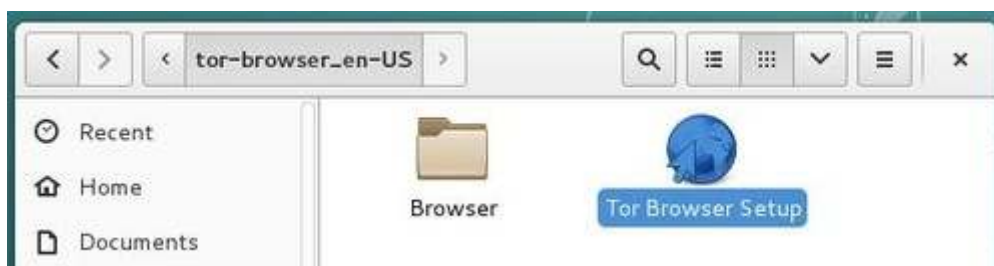 tor-browser_en-US
Recent
Home
Documents
Browser
Tor Browser Setup